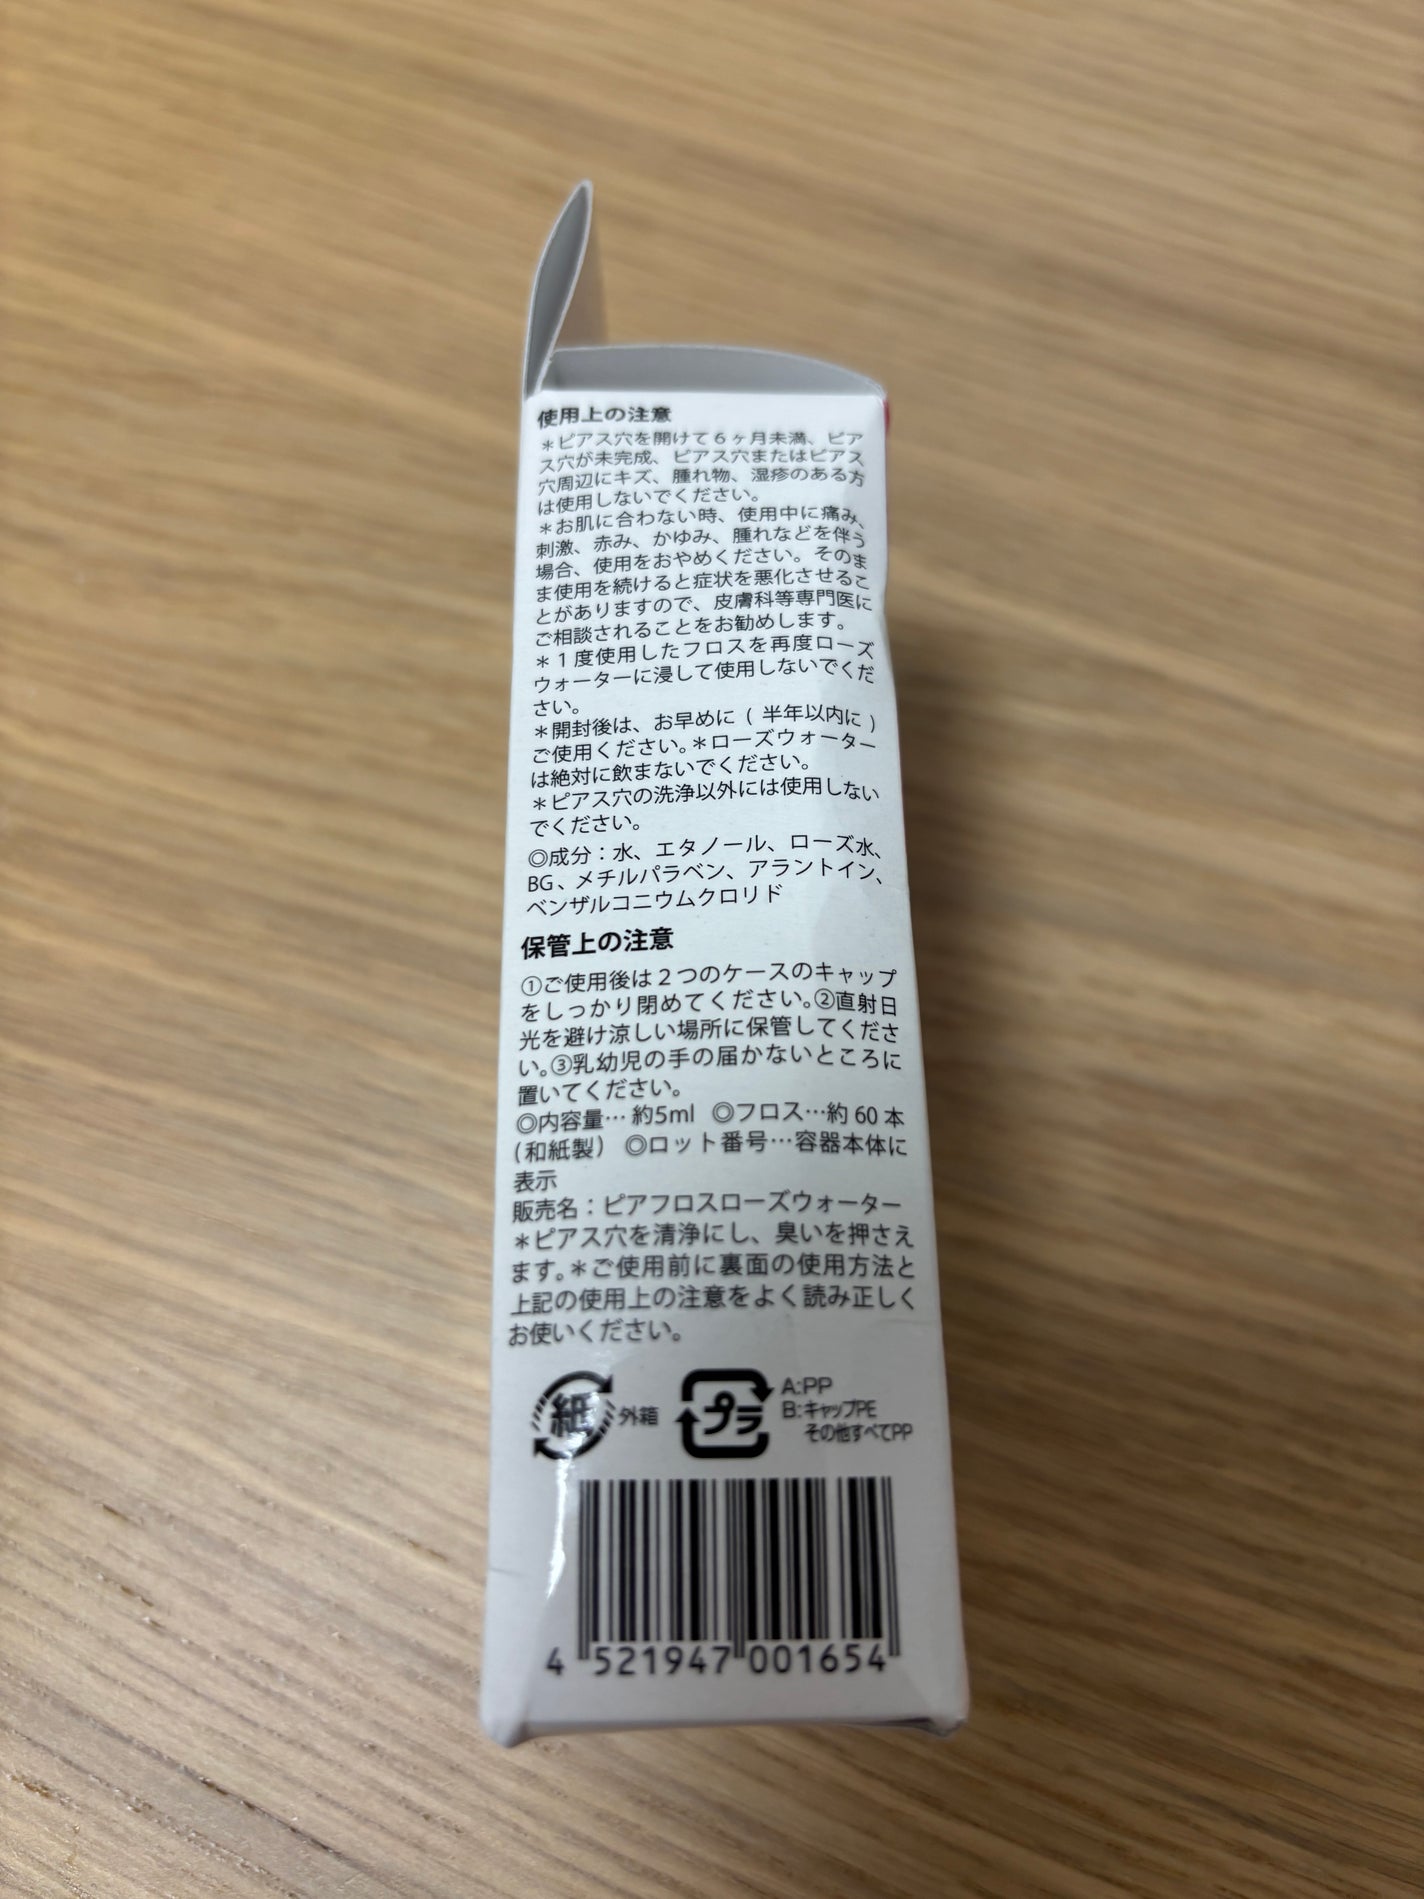 使用上の注意
＊ピアス穴を開けて６ヶ月未満、ピア
ス穴が未完成、ピアス穴またはピアス
穴周辺にキズ、腫れ物、湿疹のある方
は使用しないでください。
＊お肌に合わない時、使用中に痛み、
刺激、赤み、かゆみ、腫れなどを伴う
場合、使用をおやめください。そのま
ま使用を続けると症状を悪化させるこ
とがありますので、皮膚科等専門医に
ご相談されることをお勧めします。
＊１度使用したフロスを再度ローズ
ウォーターに浸して使用しないでくだ
さい。
＊開封後は、お早めに ( 半年以内に )
ご使用ください。＊ローズウォーター
は絶対に飲まないでください。
＊ピアス穴の洗浄以外には使用しない
でください。
◎成分：水、エタノール、ローズ水、
BG、メチルパラベン、アラントイン、
ベンザルコニウムクロリド
保管上の注意
①ご使用後は２つのケースのキャップ
をしっかり閉めてください。②直射日
光を避け涼しい場所に保管してくださ
い。③乳幼児の手の届かないところに
置いてください。
◎内容量… 約5ml ◎フロス…約 60 本
(和紙製） ◎ロット番号…容器本体に
表示
販売名：ピアフロスローズウォーター
＊ピアス穴を清浄にし、臭いを押さえ
ます。＊ご使用前に裏面の使用方法と
上記の使用上の注意をよく読み正しく
お使いください。
紙 外箱 プラ A:PP
B:キャップPE
その他すべてPP
4 521947 001654